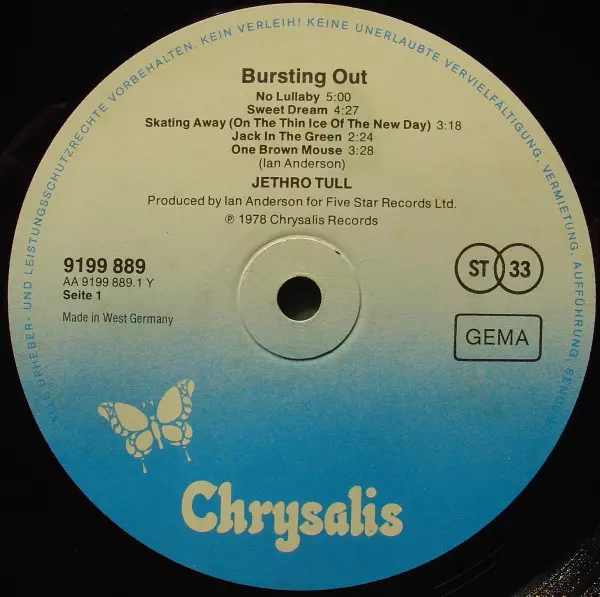 ALLE URHEBER- UND LEISTUNGSSCHUTZRECHTE VORBEHALTEN. KEIN VERLEIH! KEINE UNERLAUBTE VERVIELFÄLTIGUNG, VERMIETUNG, AUFFÜHRUNG,
Bursting Out
No Lullaby 5:00
Sweet Dream 4:27
Skating Away (On The Thin Ice Of The New Day) 3:18
Jack In The Green 2:24
One Brown Mouse 3:28
(Ian Anderson)
JETHRO TULL
Produced by Ian Anderson for Five Star Records Ltd.
℗ 1978 Chrysalis Records
9199 889
AA 9199 889.1 Y
Seite 1
Made in West Germany
ST 33
GEMA
Chrysalis